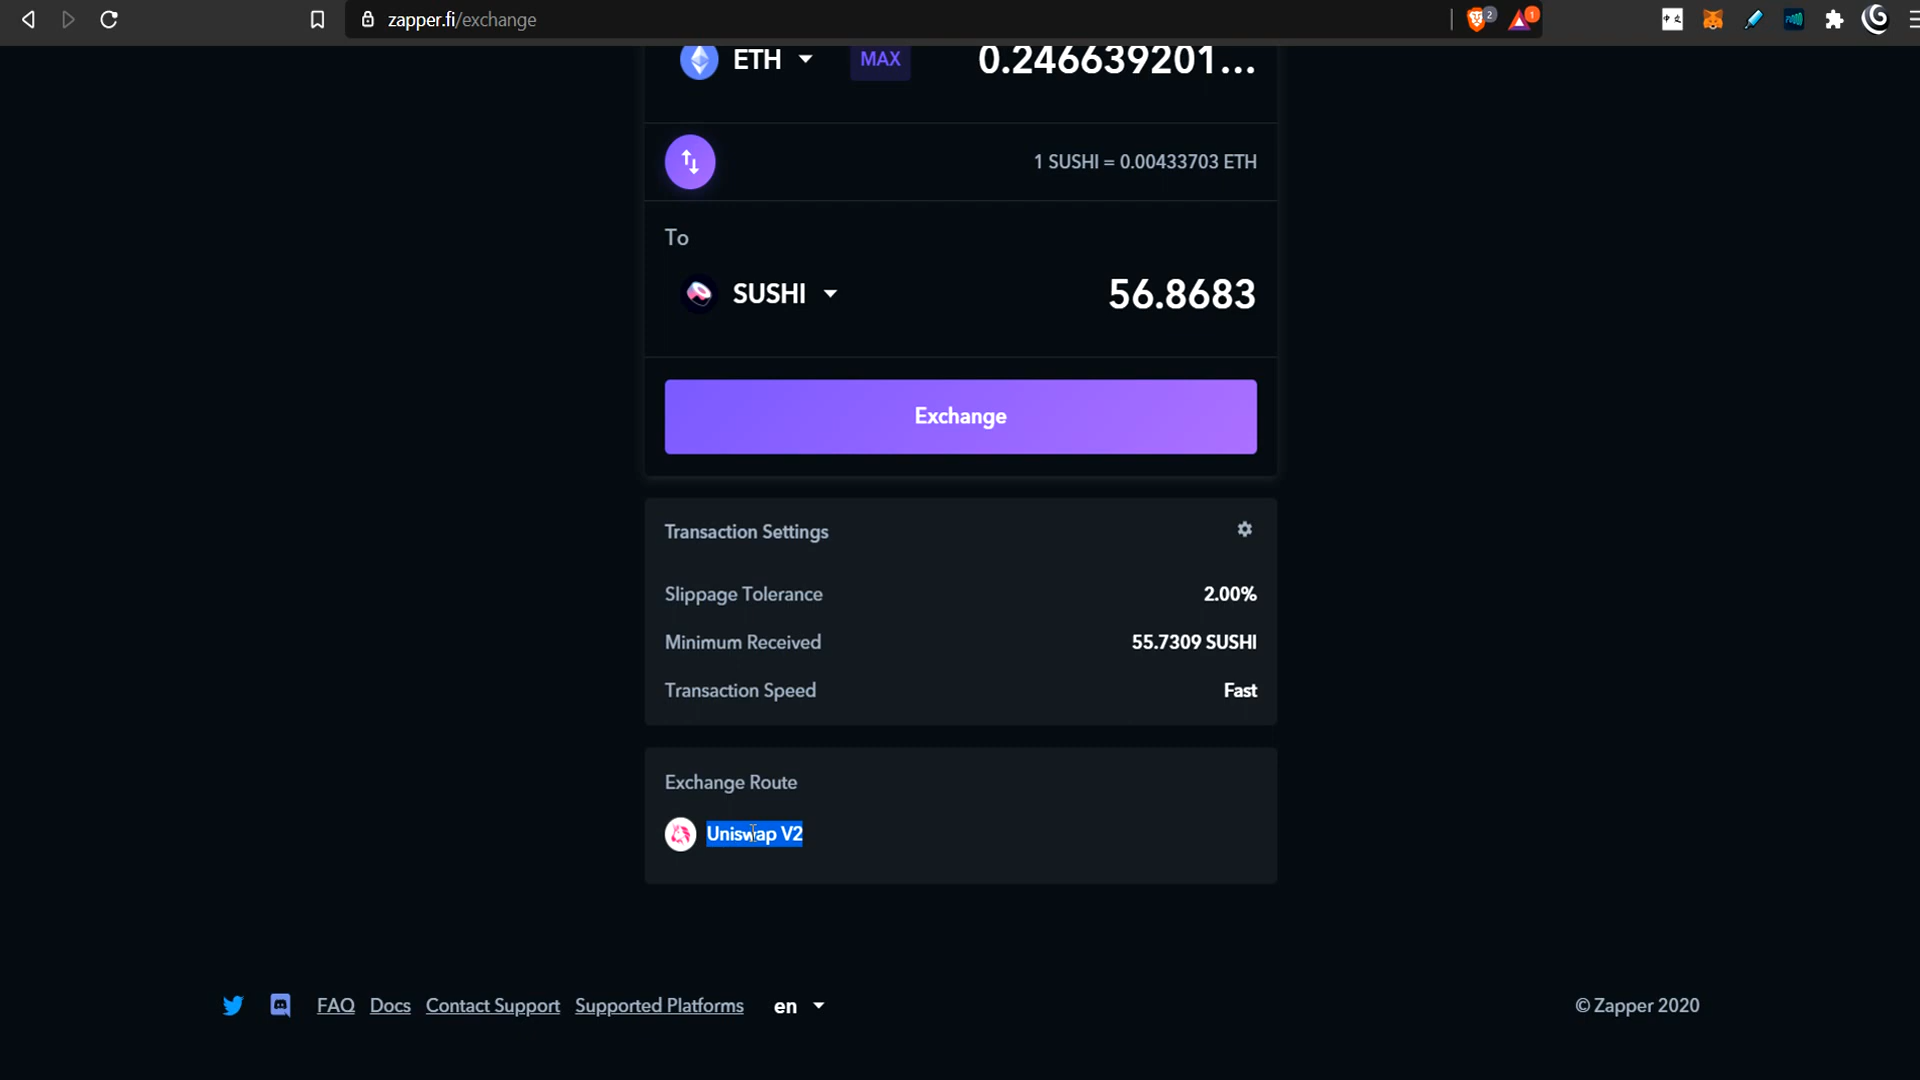 zapper.fi/exchange
2
1
ETH
MAX
0.246639201...
1 SUSHI = 0.00433703 ETH
To
SUSHI
56.8683
Exchange
Transaction Settings
Slippage Tolerance
2.00%
Minimum Received
55.7309 SUSHI
Transaction Speed
Fast
Exchange Route
Uniswap V2
FAQ
Docs
Contact Support
Supported Platforms
en
© Zapper 2020